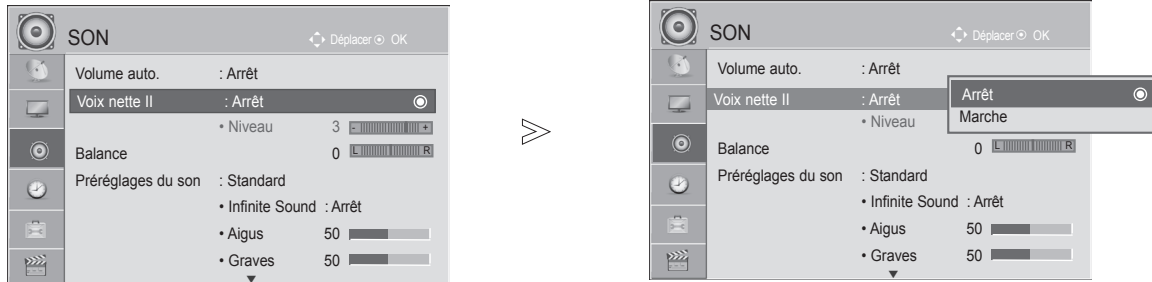 SON Déplacer OK
Volume auto. : Arrêt
Voix nette II : Arrêt
• Niveau 3 - +
Balance 0 L R
Préréglages du son : Standard
• Infinite Sound : Arrêt
• Aigus 50
• Graves 50
SON Déplacer OK
Volume auto. : Arrêt
Voix nette II : Arrêt
• Niveau
Arrêt
Marche
Balance 0 L R
Préréglages du son : Standard
• Infinite Sound : Arrêt
• Aigus 50
• Graves 50